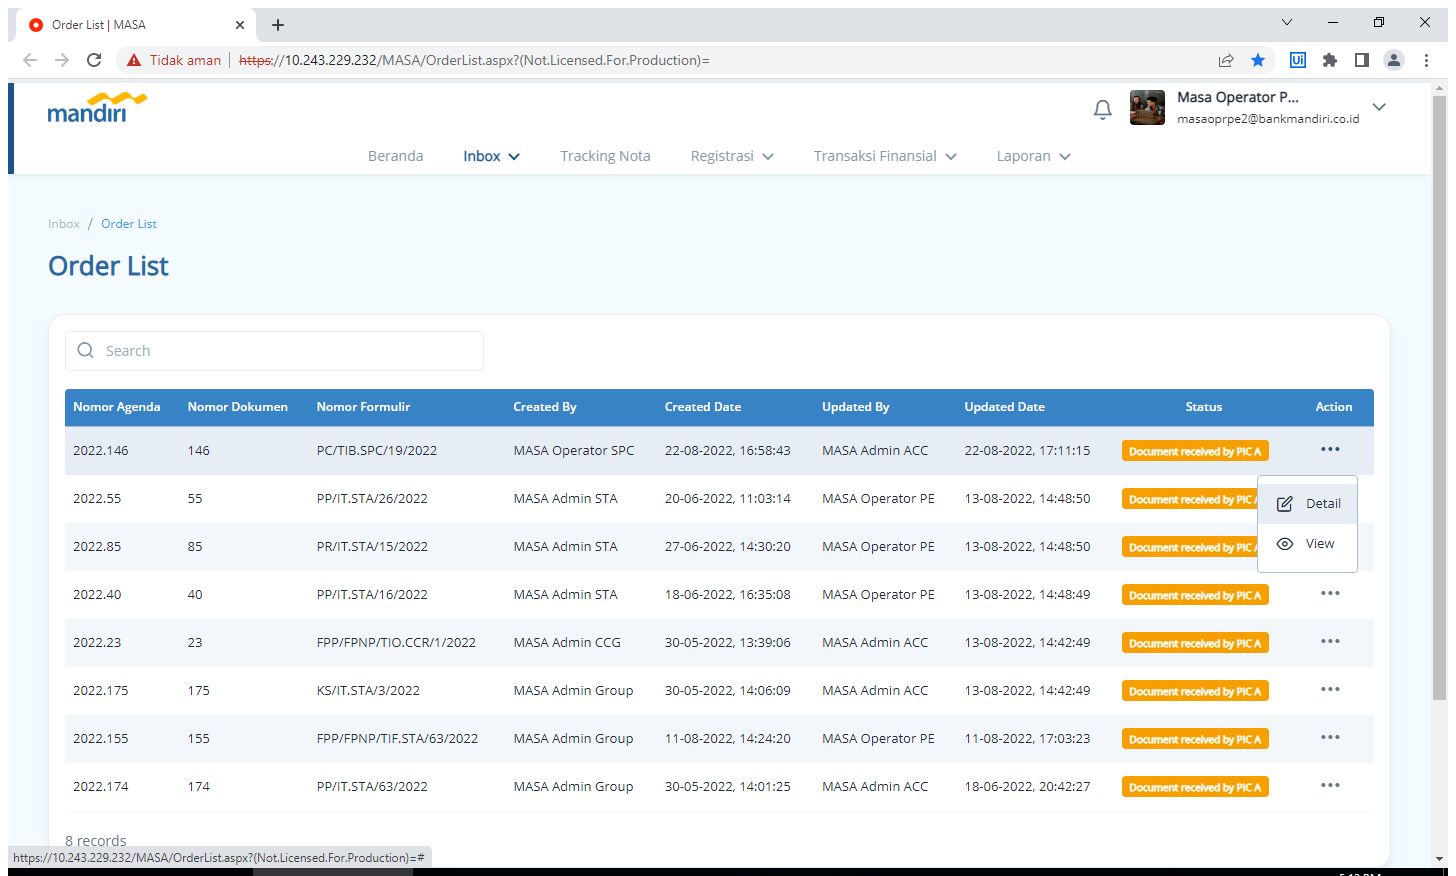 Order List | MASA
Tidak aman
https://10.243.229.232/MASA/OrderList.aspx?(Not.Licensed.For.Production)=
Ui
mandiri
Masa Operator P...
masaoprpe2@bankmandiri.co.id
Beranda Inbox Tracking Nota Registrasi Transaksi Finansial Laporan
Inbox / Order List
Order List
Search
Nomor Agenda Nomor Dokumen Nomor Formulir Created By Created Date Updated By Updated Date Status Action
2022.146 146 PC/TIB.SPC/19/2022 MASA Operator SPC 22-08-2022, 16:58:43 MASA Admin ACC 22-08-2022, 17:11:15 Document received by PIC A
2022.55 55 PP/IT.STA/26/2022 MASA Admin STA 20-06-2022, 11:03:14 MASA Operator PE 13-08-2022, 14:48:50 Document received by PIC
Detail
2022.85 85 PR/IT.STA/15/2022 MASA Admin STA 27-06-2022, 14:30:20 MASA Operator PE 13-08-2022, 14:48:50 Document received by PIC
View
2022.40 40 PP/IT.STA/16/2022 MASA Admin STA 18-06-2022, 16:35:08 MASA Operator PE 13-08-2022, 14:48:49 Document received by PIC A
2022.23 23 FPP/FPNP/TIO.CCR/1/2022 MASA Admin CCG 30-05-2022, 13:39:06 MASA Admin ACC 13-08-2022, 14:42:49 Document received by PIC A
2022.175 175 KS/IT.STA/3/2022 MASA Admin Group 30-05-2022, 14:06:09 MASA Admin ACC 13-08-2022, 14:42:49 Document received by PIC A
2022.155 155 FPP/FPNP/TIF.STA/63/2022 MASA Admin Group 11-08-2022, 14:24:20 MASA Operator PE 11-08-2022, 17:03:23 Document received by PIC A
2022.174 174 PP/IT.STA/63/2022 MASA Admin Group 30-05-2022, 14:01:25 MASA Admin ACC 18-06-2022, 20:42:27 Document received by PIC A
8 records
https://10.243.229.232/MASA/OrderList.aspx?(Not.Licensed.For.Production)=#